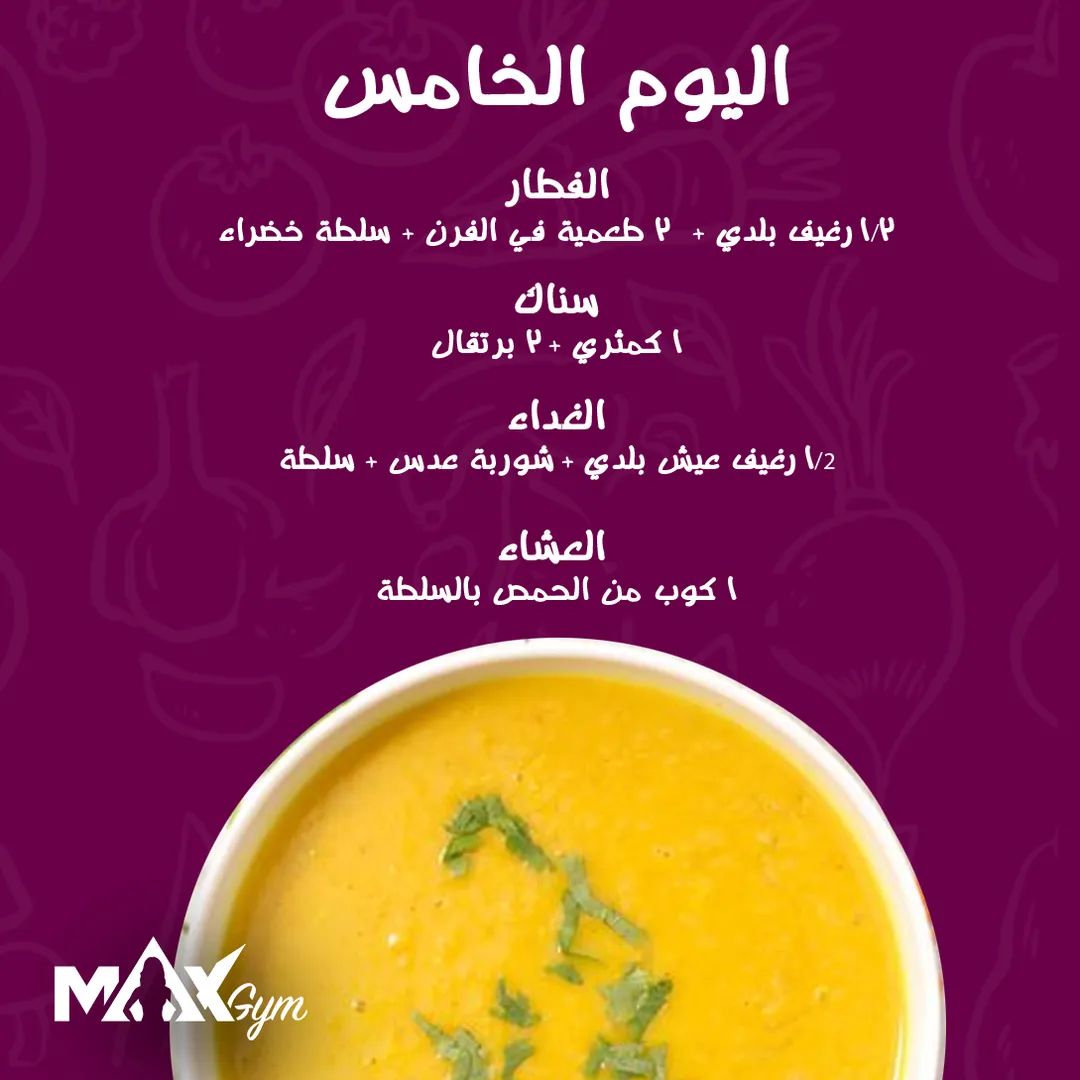 اليوم الخامس
الفطار
١/٢ رغيف بلدي + ٢ طعمية في الفرن + سلطة خضراء
سناك
١ كمثري + ٢ برتقال
الغداء
١/2 رغيف عيش بلدي + شوربة عدس + سلطة
العشاء
١ كوب من الحمص بالسلطة
MAX Gym